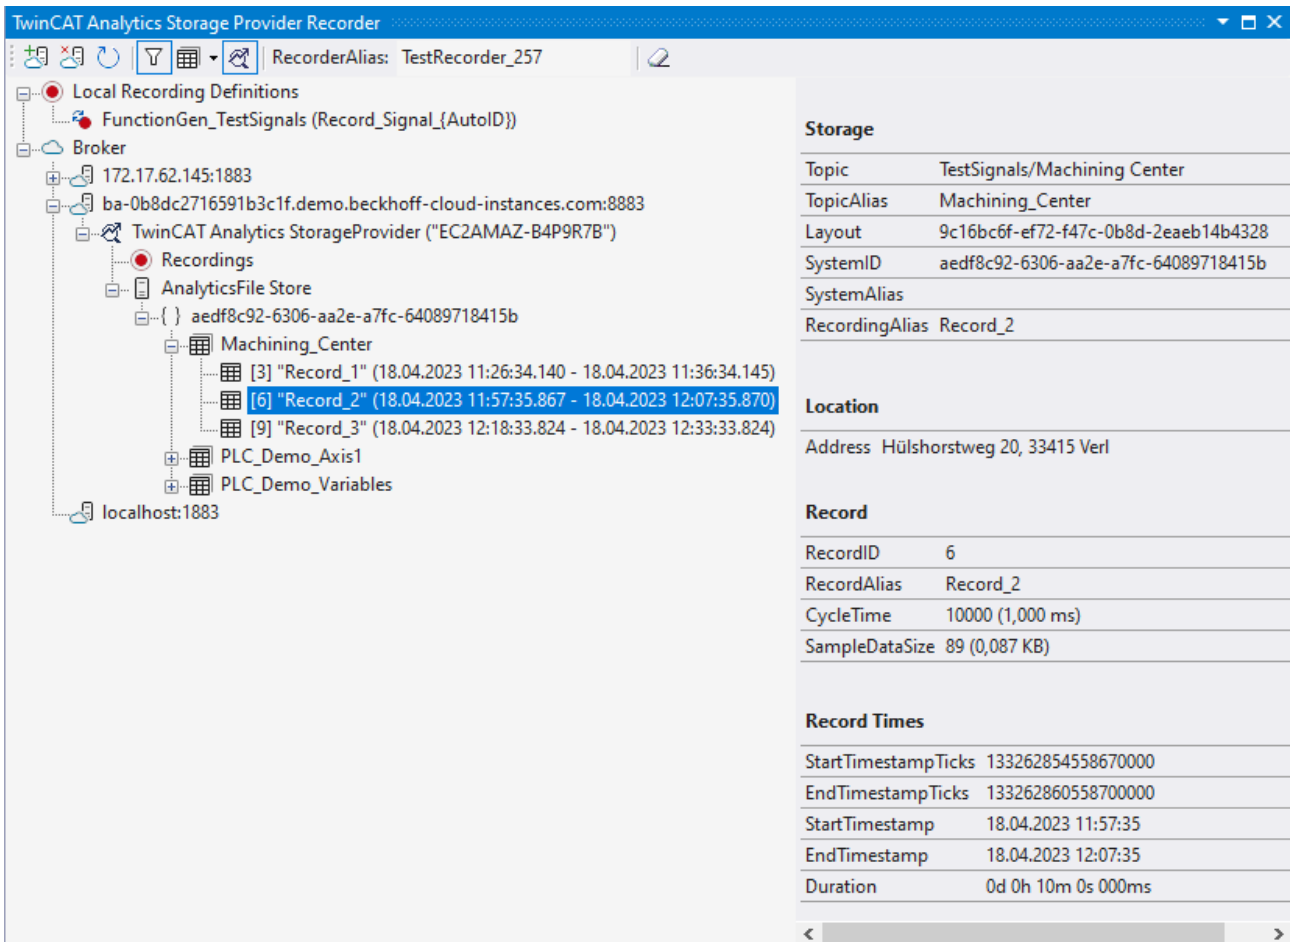 TwinCAT Analytics Storage Provider Recorder
RecorderAlias: TestRecorder_257
Local Recording Definitions
FunctionGen_TestSignals (Record_Signal_{AutoID})
Broker
172.17.62.145:1883
ba-0b8dc2716591b3c1f.demo.beckhoff-cloud-instances.com:8883
TwinCAT Analytics StorageProvider ("EC2AMAZ-B4P9R7B")
Recordings
AnalyticsFile Store
{ } aedf8c92-6306-aa2e-a7fc-64089718415b
Machining_Center
[3] "Record_1" (18.04.2023 11:26:34.140 - 18.04.2023 11:36:34.145)
[6] "Record_2" (18.04.2023 11:57:35.867 - 18.04.2023 12:07:35.870)
[9] "Record_3" (18.04.2023 12:18:33.824 - 18.04.2023 12:33:33.824)
PLC_Demo_Axis1
PLC_Demo_Variables
localhost:1883
Storage
Topic TestSignals/Machining Center
TopicAlias Machining_Center
Layout 9c16bc6f-ef72-f47c-0b8d-2eaeb14b4328
SystemID aedf8c92-6306-aa2e-a7fc-64089718415b
SystemAlias
RecordingAlias Record_2
Location
Address Hülshorstweg 20, 33415 Verl
Record
RecordID 6
RecordAlias Record_2
CycleTime 10000 (1,000 ms)
SampleDataSize 89 (0,087 KB)
Record Times
StartTimestampTicks 133262854558670000
EndTimestampTicks 133262860558700000
StartTimestamp 18.04.2023 11:57:35
EndTimestamp 18.04.2023 12:07:35
Duration 0d 0h 10m 0s 000ms